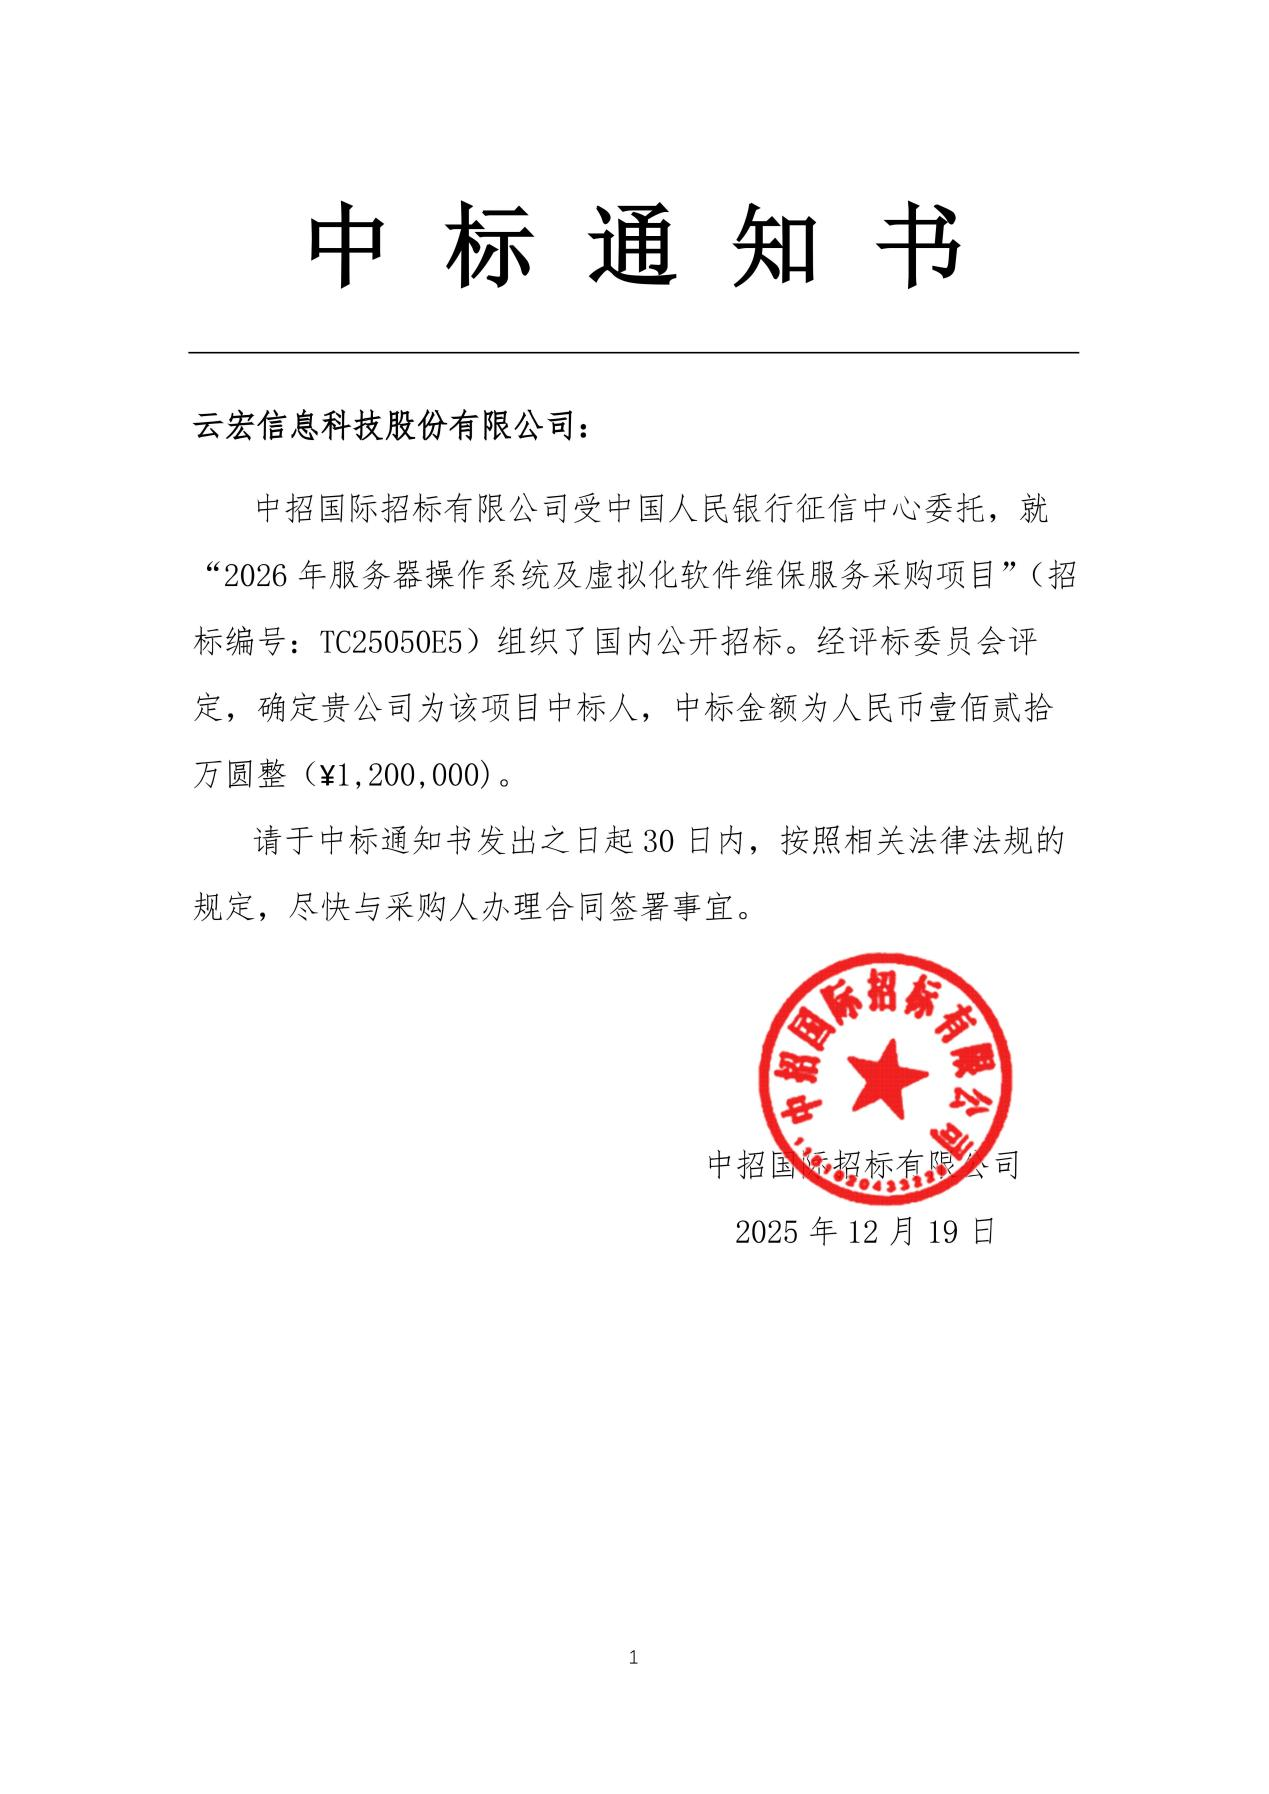 中标通知书
云宏信息科技股份有限公司：
中招国际招标有限公司受中国人民银行征信中心委托，就
“2026 年服务器操作系统及虚拟化软件维保服务采购项目”（招
标编号：TC25050E5）组织了国内公开招标。经评标委员会评
定，确定贵公司为该项目中标人，中标金额为人民币壹佰贰拾
万圆整（¥1,200,000）。
请于中标通知书发出之日起 30 日内，按照相关法律法规的
规定，尽快与采购人办理合同签署事宜。
中招国际招标有限公司
中招国际招标有限公司
2025 年 12 月 19 日
1